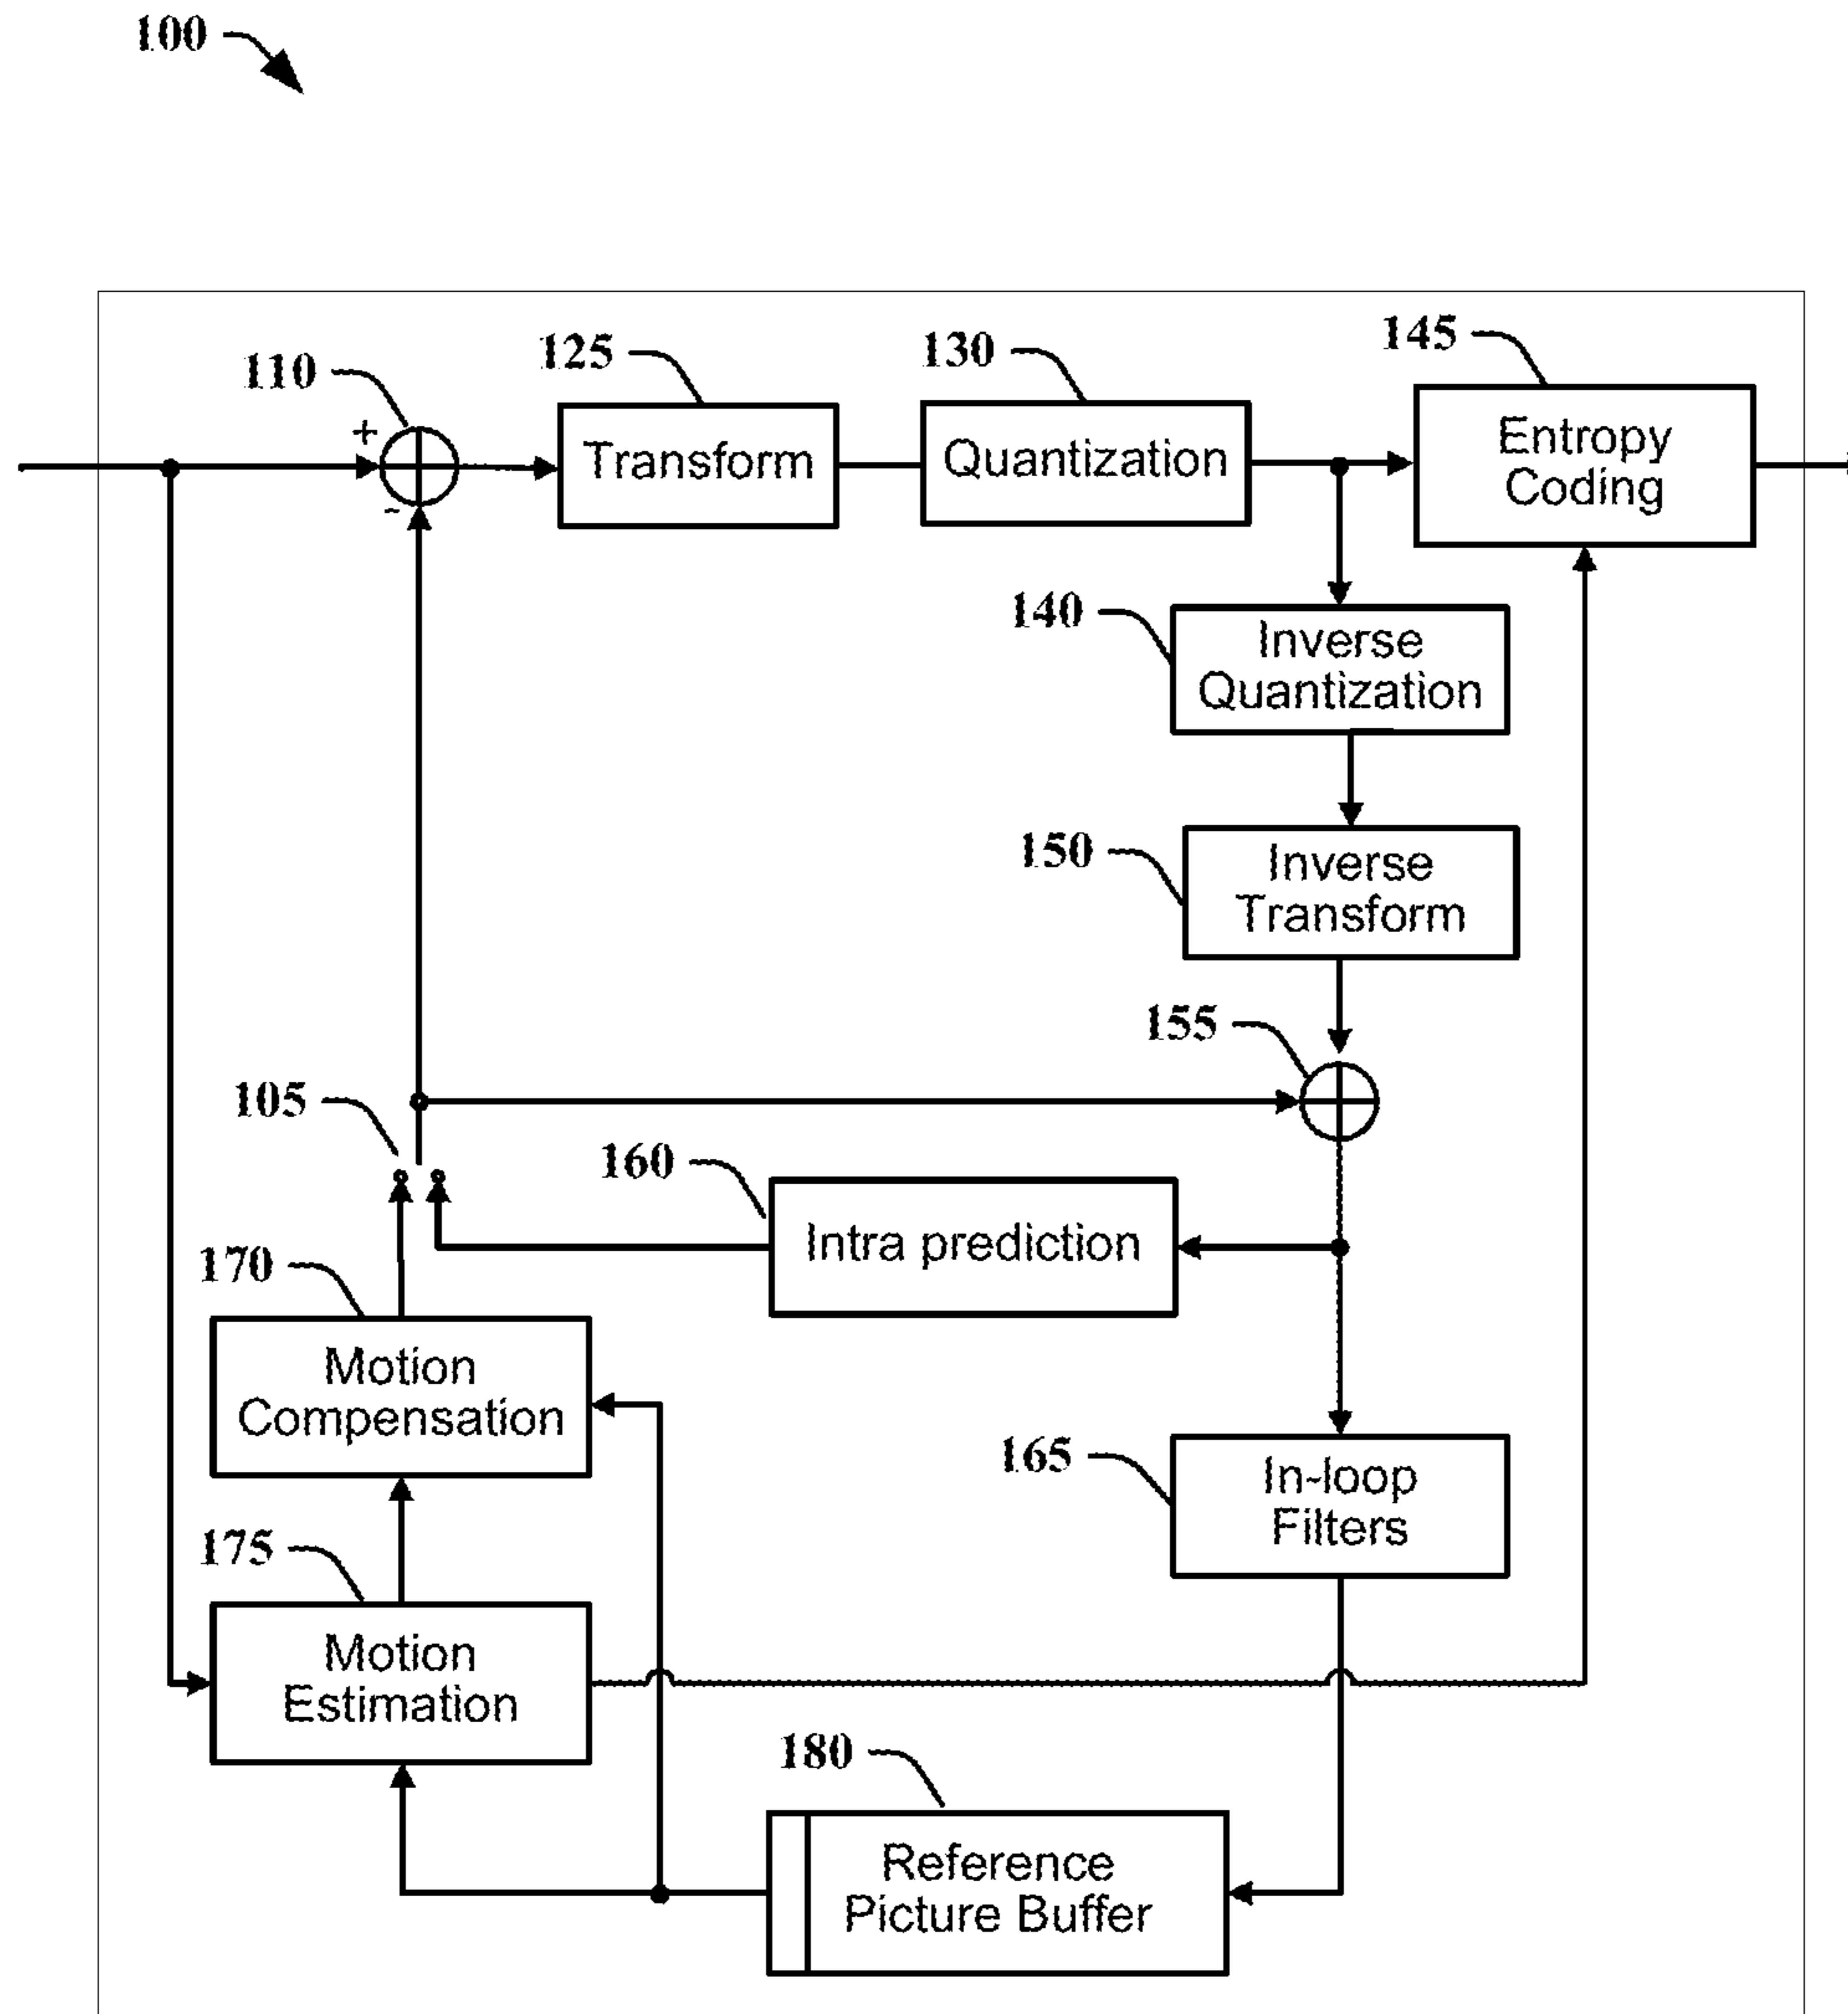 100
110
125
130
145
+
-
Transform
Quantization
Entropy
Coding
140
Inverse
Quantization
150
Inverse
Transform
155
105
160
Intra prediction
170
Motion
Compensation
165
In-loop
Filters
175
Motion
Estimation
180
Reference
Picture Buffer